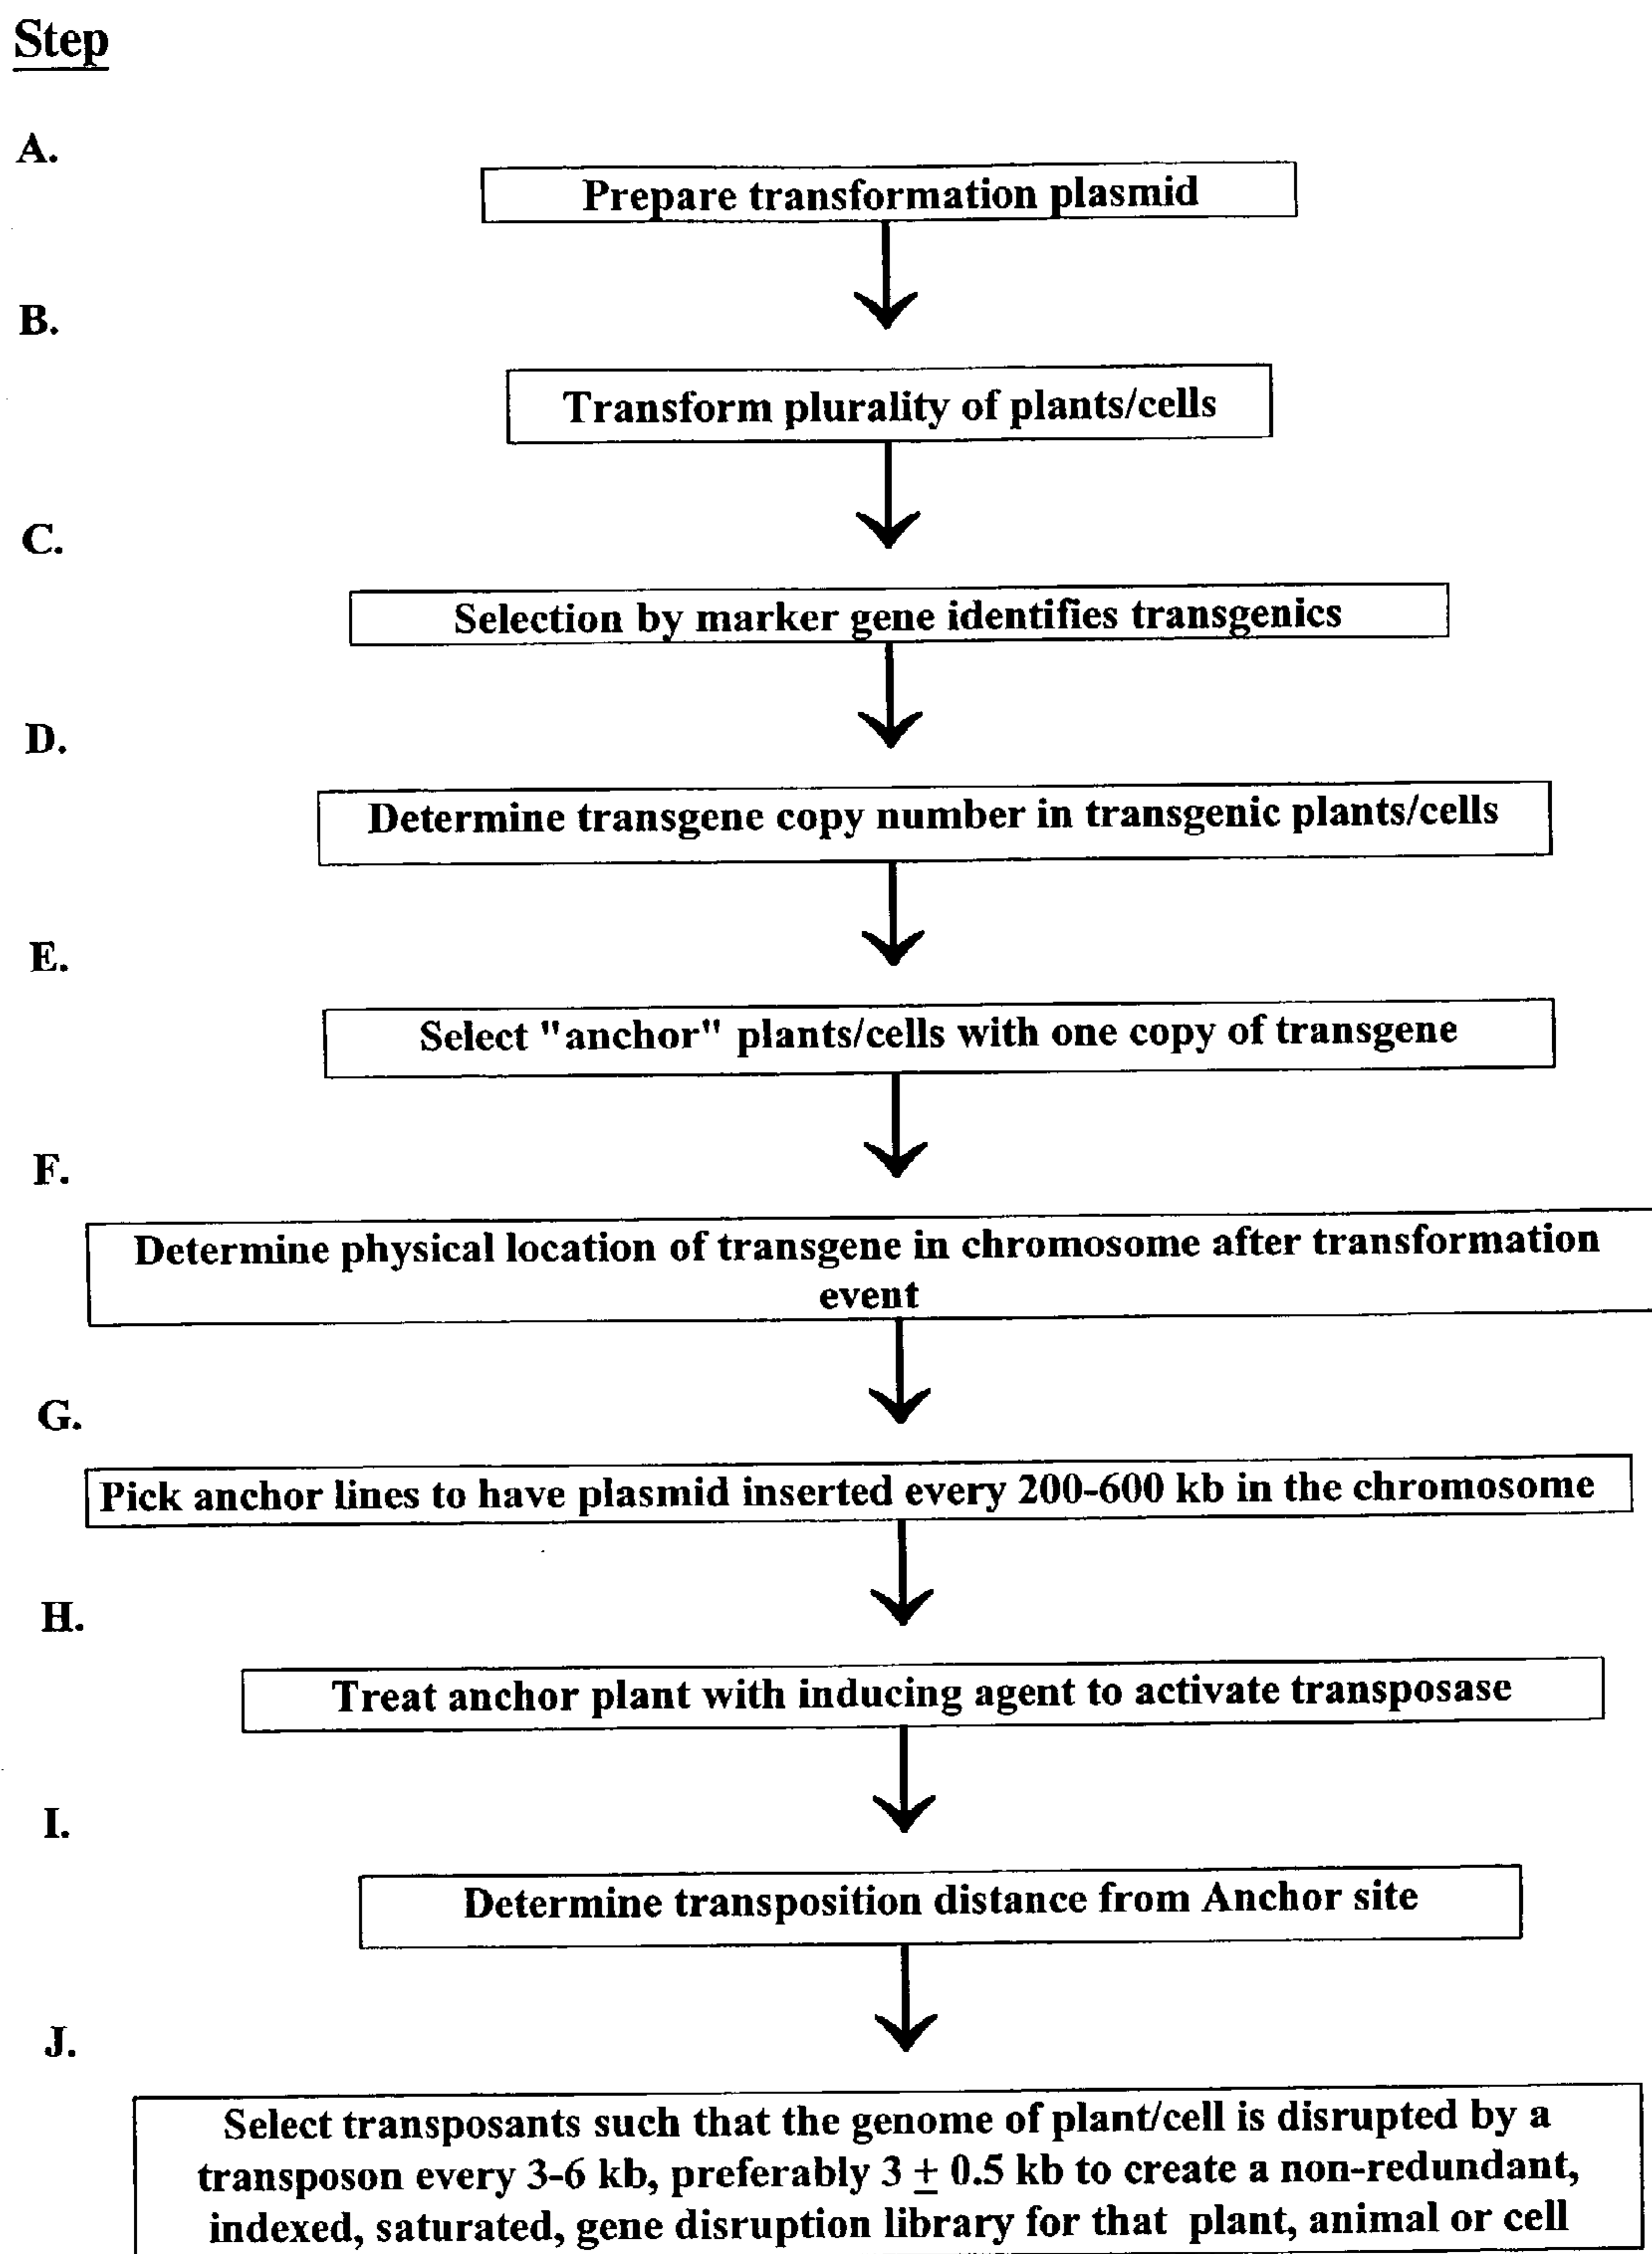 Step
A.
Prepare transformation plasmid
B.
Transform plurality of plants/cells
C.
Selection by marker gene identifies transgenics
D.
Determine transgene copy number in transgenic plants/cells
E.
Select "anchor" plants/cells with one copy of transgene
F.
Determine physical location of transgene in chromosome after transformation
event
G.
Pick anchor lines to have plasmid inserted every 200-600 kb in the chromosome
H.
Treat anchor plant with inducing agent to activate transposase
I.
Determine transposition distance from Anchor site
J.
Select transposants such that the genome of plant/cell is disrupted by a
transposon every 3-6 kb, preferably 3 ± 0.5 kb to create a non-redundant,
indexed, saturated, gene disruption library for that plant, animal or cell